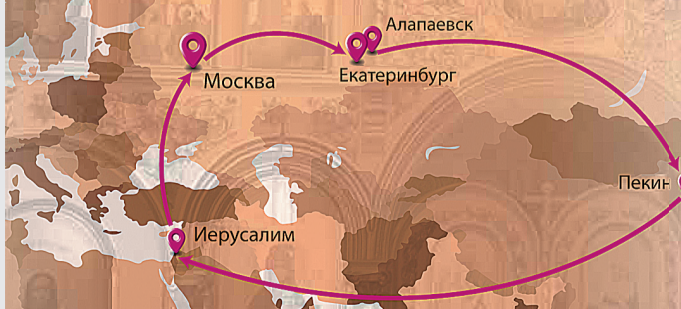 Алапаевск
Москва
Екатеринбург
Пекин
Иерусалим